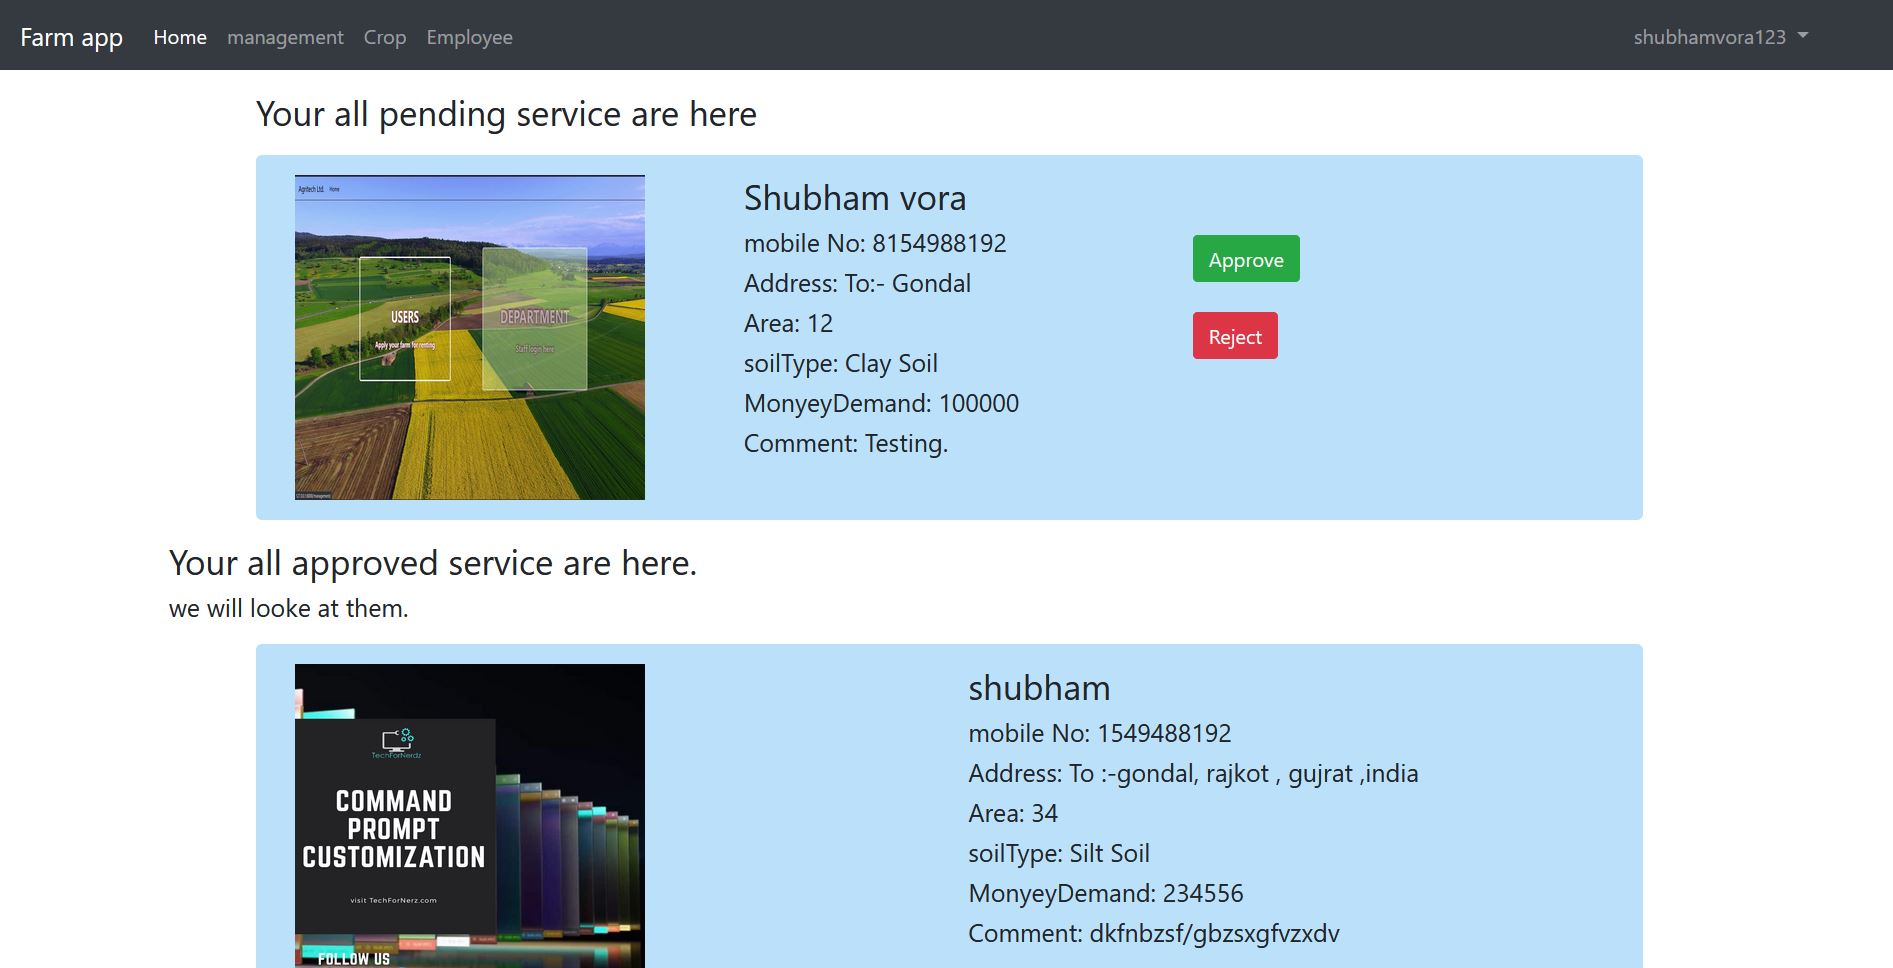 Farm app Home management Crop Employee shubhamvora123
Your all pending service are here
Agritech Ltd. Home
USERS
Apply your farm for renting
DEPARTMENT
Staff login here
Shubham vora
mobile No: 8154988192
Address: To:- Gondal
Area: 12
soilType: Clay Soil
MonyeyDemand: 100000
Comment: Testing.
Approve
Reject
Your all approved service are here.
we will looke at them.
TechForNerdz
COMMAND
PROMPT
CUSTOMIZATION
visit TechForNerz.com
FOLLOW US
shubham
mobile No: 1549488192
Address: To :-gondal, rajkot , gujrat ,india
Area: 34
soilType: Silt Soil
MonyeyDemand: 234556
Comment: dkfnbzsf/gbzsxgfvzxdv